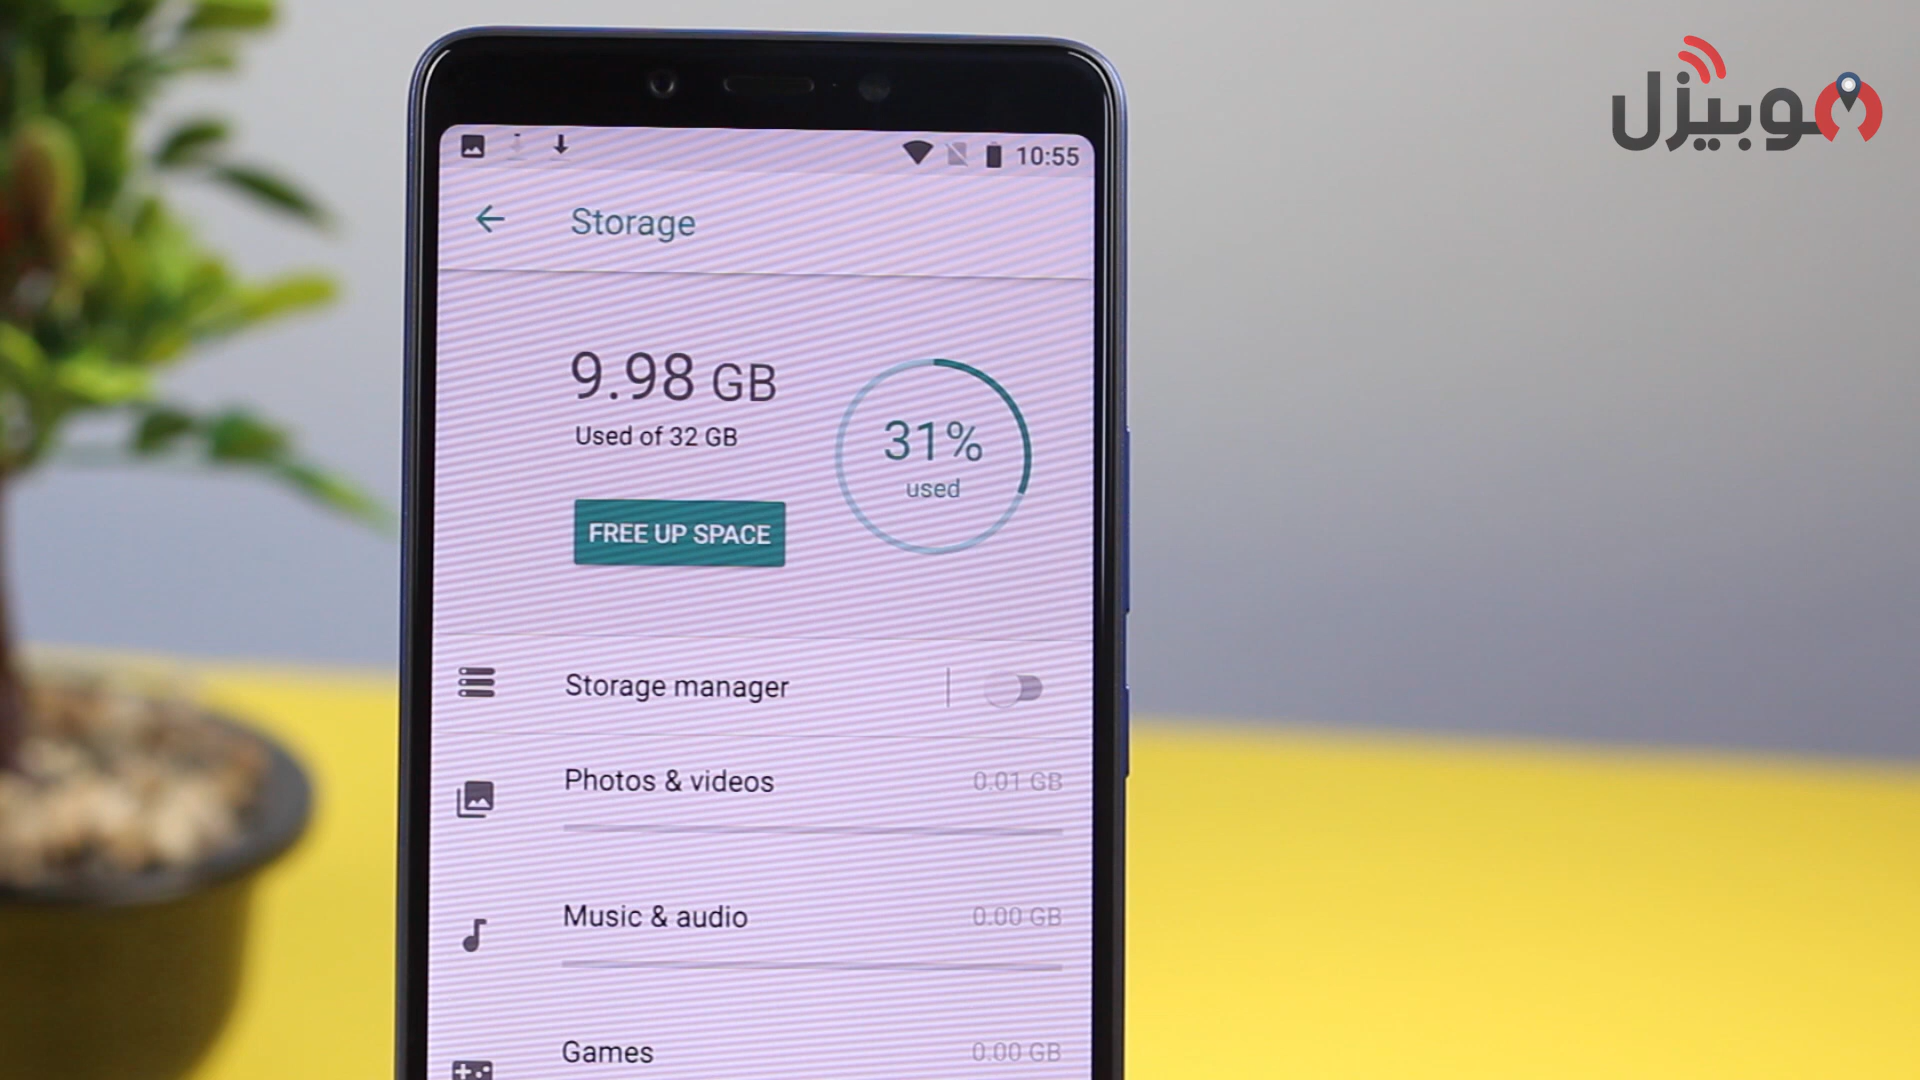 موبيزل
10:55
Storage
9.98 GB
Used of 32 GB
31%
used
FREE UP SPACE
Storage manager
Photos & videos 0.01 GB
Music & audio 0.00 GB
Games 0.00 GB